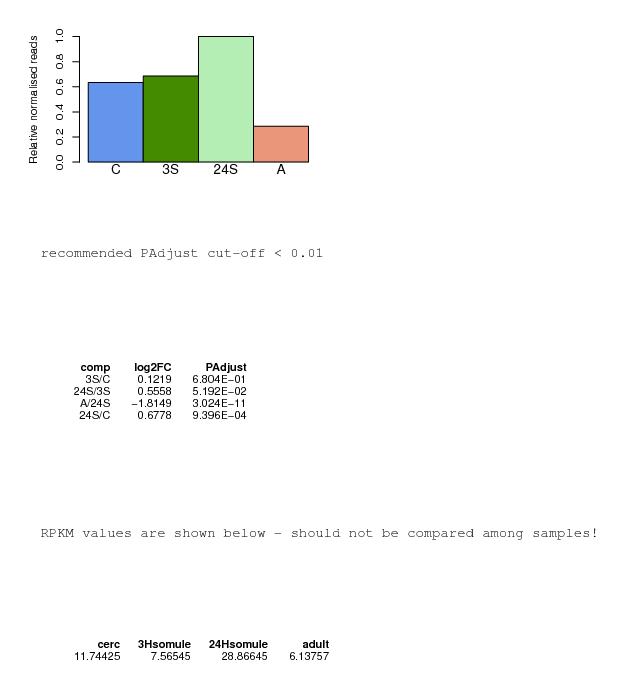 Relative normalised reads
1.0
0.8
0.6
0.4
0.2
0.0
C 3S 24S A
recommended PAdjust cut-off < 0.01
comp log2FC PAdjust
3S/C 0.1219 6.804E−01
24S/3S 0.5558 5.192E−02
A/24S −1.8149 3.024E−11
24S/C 0.6778 9.396E−04
RPKM values are shown below - should not be compared among samples!
cerc 3Hsomule 24Hsomule adult
11.74425 7.56545 28.86645 6.13757